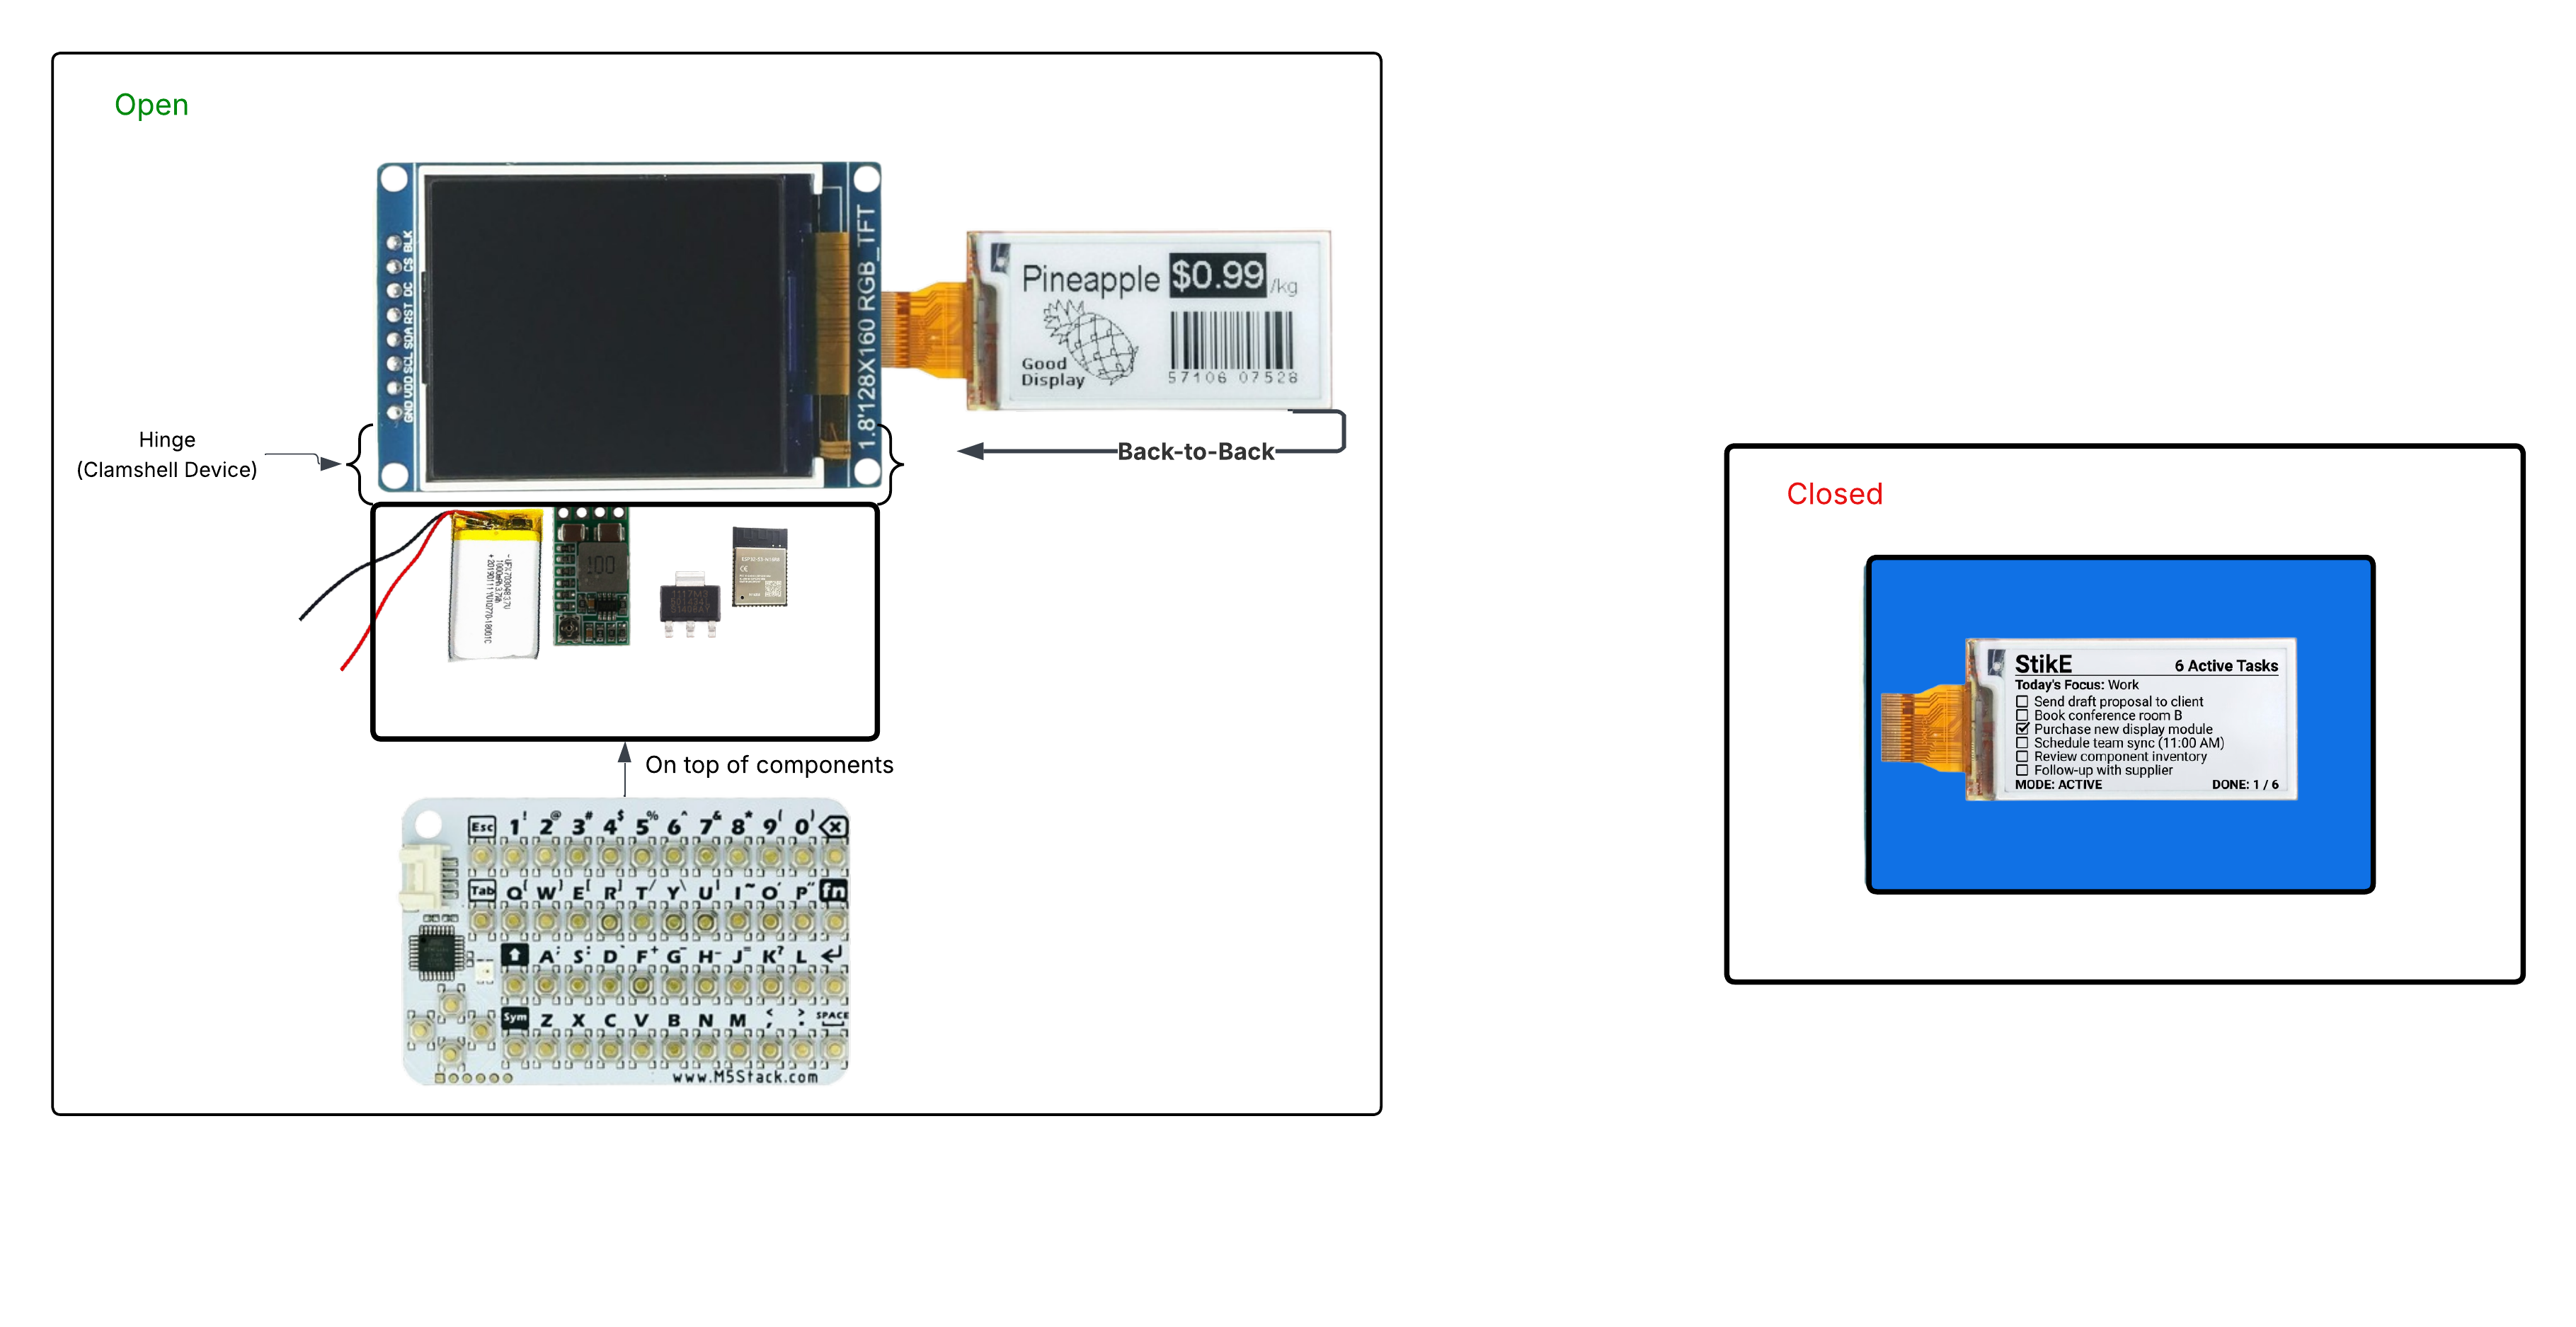 Open
BLK
CS
DC
RST
SDA
SCL
VDD
GND
1.8'128X160 RGB_TFT
Pineapple $0.99 /kg
Good
Display
57106 07528
Back-to-Back
Hinge
(Clamshell Device)
100
On top of components
Esc 1! 2@ 3# 4$ 5% 6^ 7& 8* 9( 0)
Tab Q{ W} E[ R] T/ Y\ U| I~ O' P" fn
A; S: D` F+ G- H_ J= K? L
Sym Z X C V B N M , < . > SPACE
www.M5Stack.com
Closed
StikE 6 Active Tasks
Today's Focus: Work
Send draft proposal to client
Book conference room B
Purchase new display module
Schedule team sync (11:00 AM)
Review component inventory
Follow-up with supplier
MODE: ACTIVE DONE: 1 / 6